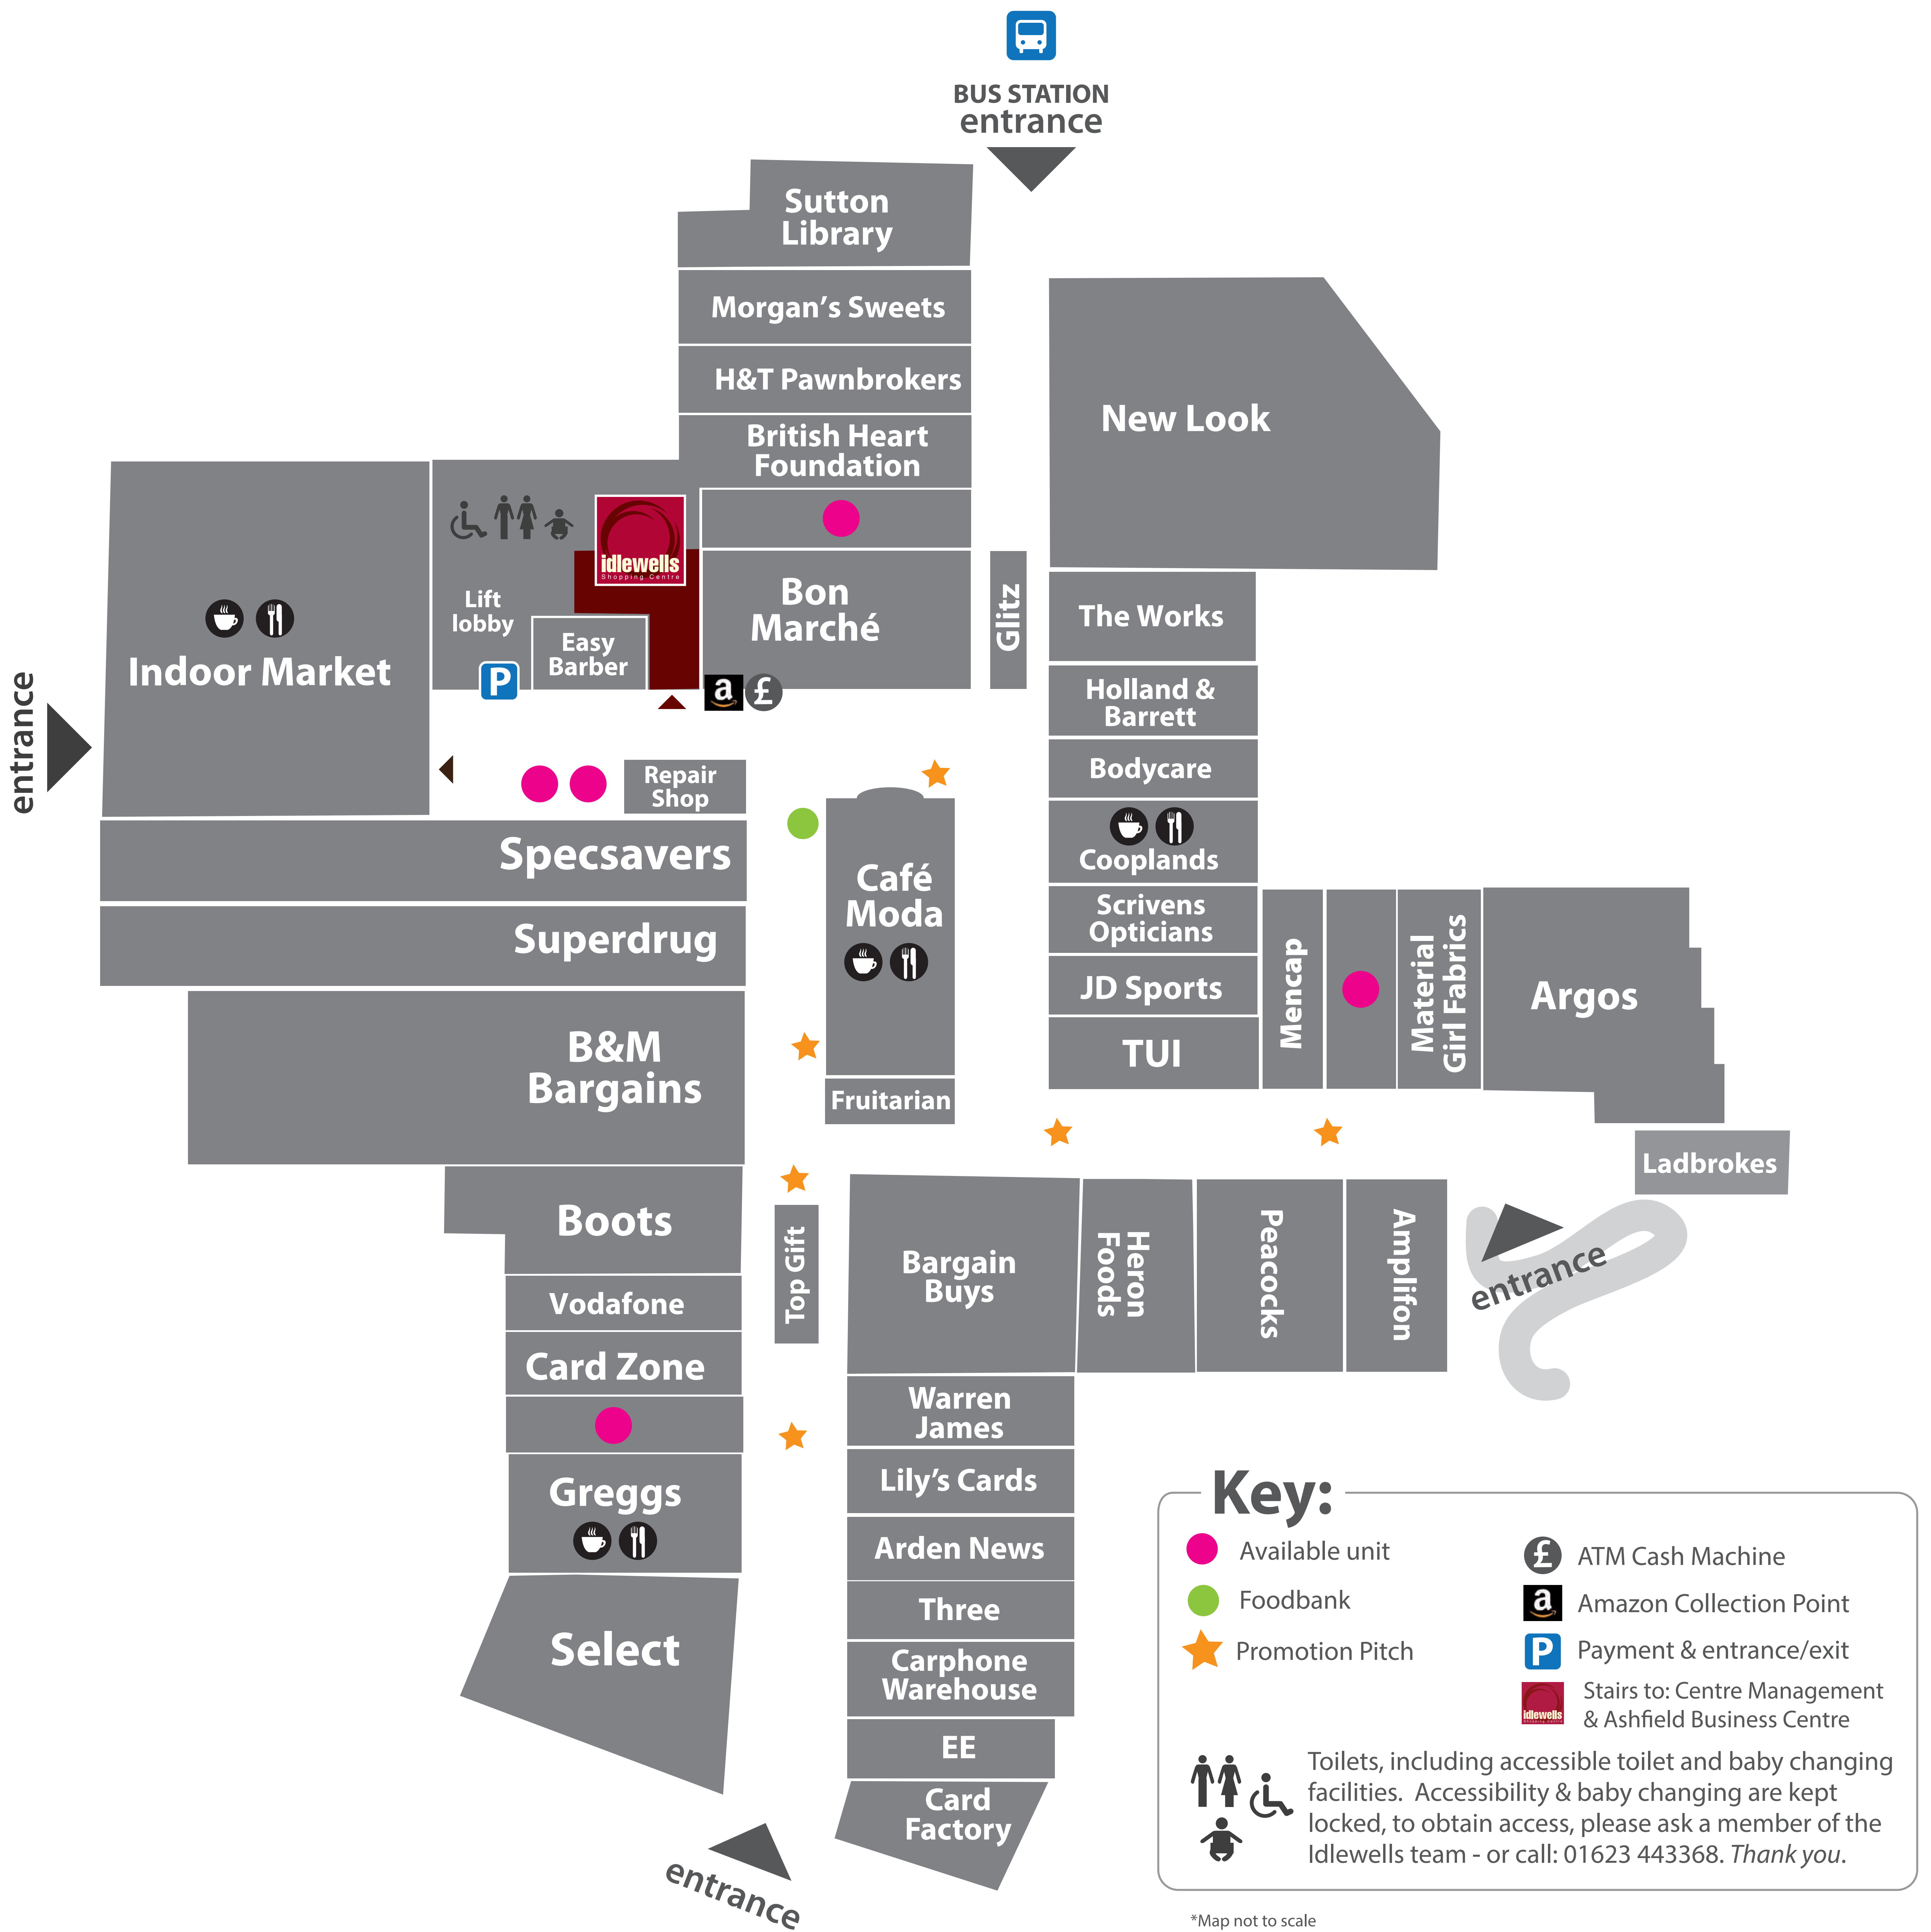 BUS STATION
entrance
Sutton
Library
Morgan's Sweets
H&T Pawnbrokers
British Heart
Foundation
New Look
idlewells
Shopping Centre
Lift
lobby
Easy
Barber
P
Bon
Marché
a
£
Glitz
The Works
Holland &
Barrett
Bodycare
Cooplands
Scrivens
Opticians
JD Sports
TUI
Mencap
Material
Girl Fabrics
Argos
Ladbrokes
entrance
Indoor Market
entrance
Repair
Shop
Specsavers
Superdrug
B&M
Bargains
Café
Moda
Fruitarian
Boots
Vodafone
Card Zone
Greggs
Select
Top Gift
Bargain
Buys
Heron
Foods
Peacocks
Amplifon
Warren
James
Lily's Cards
Arden News
Three
Carphone
Warehouse
EE
Card
Factory
entrance
Key:
Available unit
Foodbank
Promotion Pitch
£ ATM Cash Machine
a Amazon Collection Point
P Payment & entrance/exit
idlewells
Stairs to: Centre Management
& Ashfield Business Centre
Toilets, including accessible toilet and baby changing
facilities. Accessibility & baby changing are kept
locked, to obtain access, please ask a member of the
Idlewells team - or call: 01623 443368. Thank you.
*Map not to scale